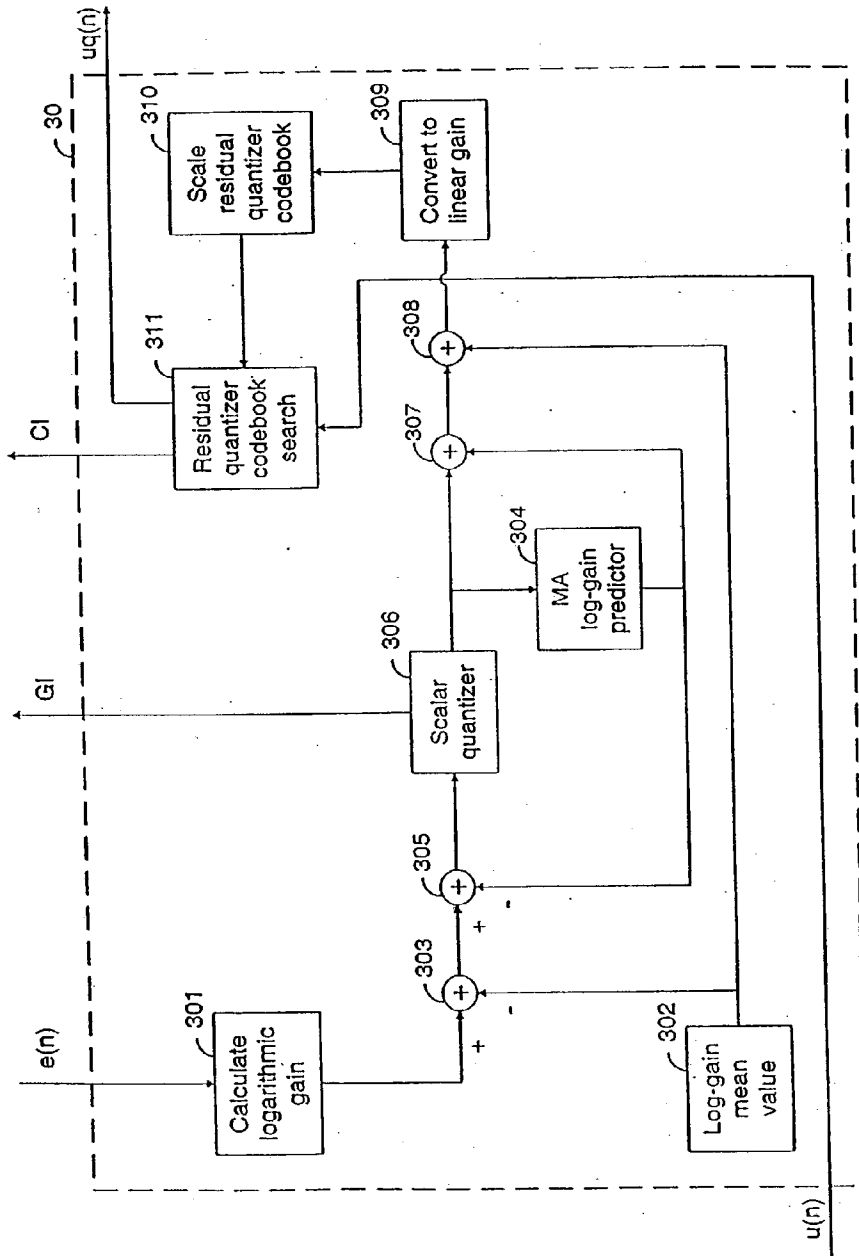 uq(n)
CI
GI
e(n)
30
310
Scale
residual
quantizer
codebook
309
Convert to
linear gain
311
Residual
quantizer
codebook
search
308
+
307
+
304
MA
log-gain
predictor
306
Scalar
quantizer
305
+
+
-
303
+
+
-
301
Calculate
logarithmic
gain
302
Log-gain
mean
value
u(n)